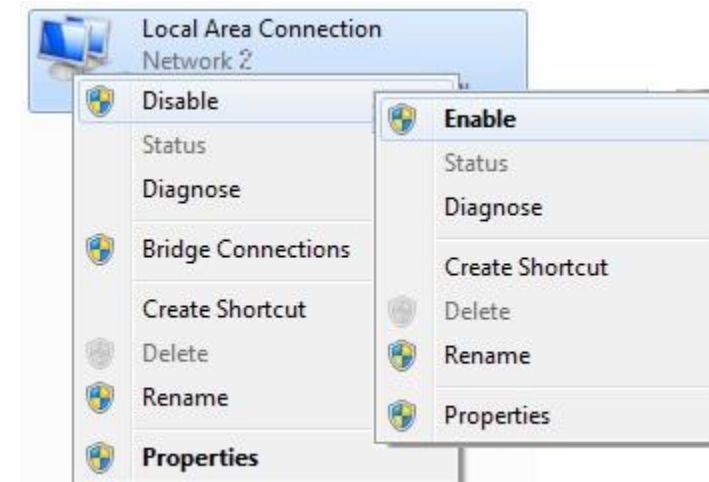 Local Area Connection
Network 2
Disable
Status
Diagnose
Bridge Connections
Create Shortcut
Delete
Rename
Properties
Enable
Status
Diagnose
Create Shortcut
Delete
Rename
Properties